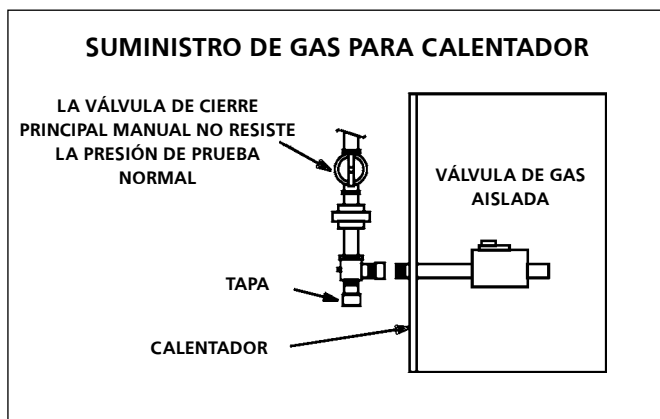 SUMINISTRO DE GAS PARA CALENTADOR
LA VÁLVULA DE CIERRE
PRINCIPAL MANUAL NO RESISTE
LA PRESIÓN DE PRUEBA
NORMAL
VÁLVULA DE GAS
AISLADA
TAPA
CALENTADOR